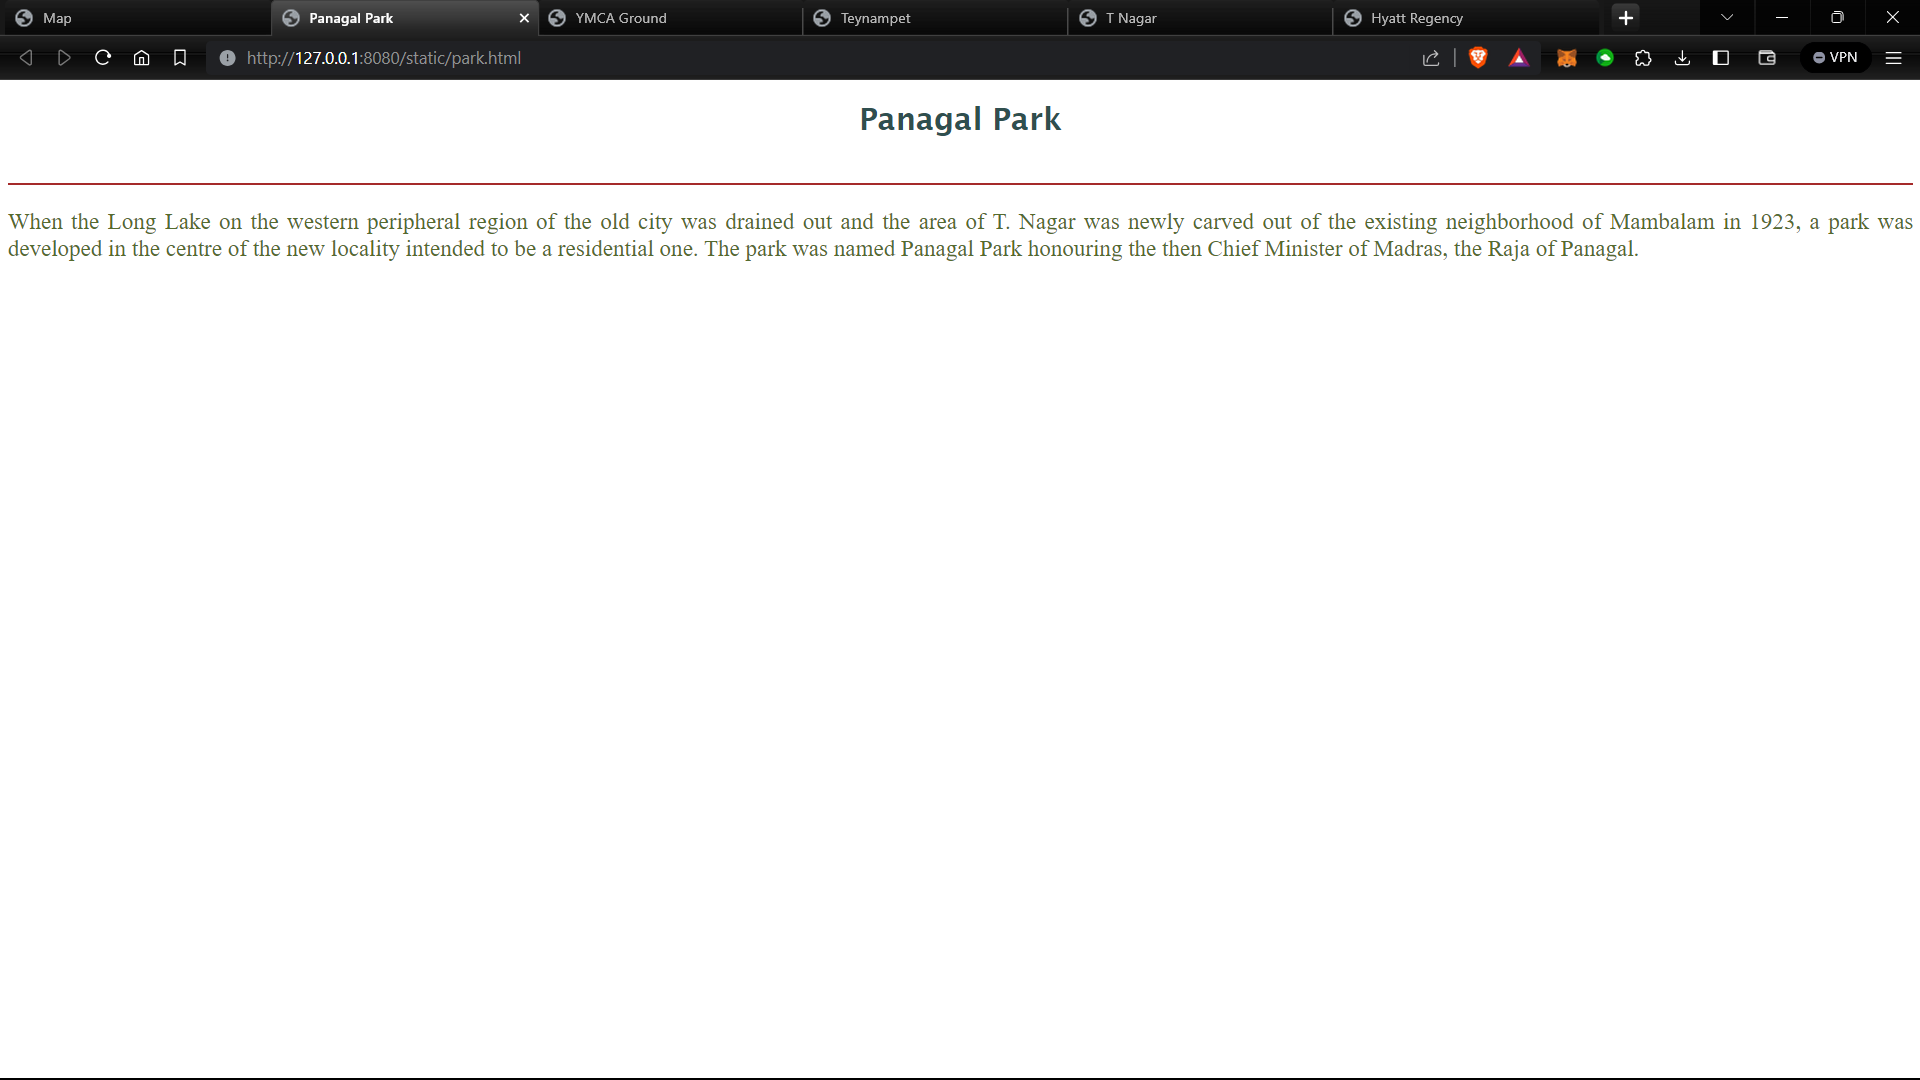 Map
Panagal Park
YMCA Ground
Teynampet
T Nagar
Hyatt Regency
http://127.0.0.1:8080/static/park.html
VPN
Panagal Park
When the Long Lake on the western peripheral region of the old city was drained out and the area of T. Nagar was newly carved out of the existing neighborhood of Mambalam in 1923, a park was
developed in the centre of the new locality intended to be a residential one. The park was named Panagal Park honouring the then Chief Minister of Madras, the Raja of Panagal.